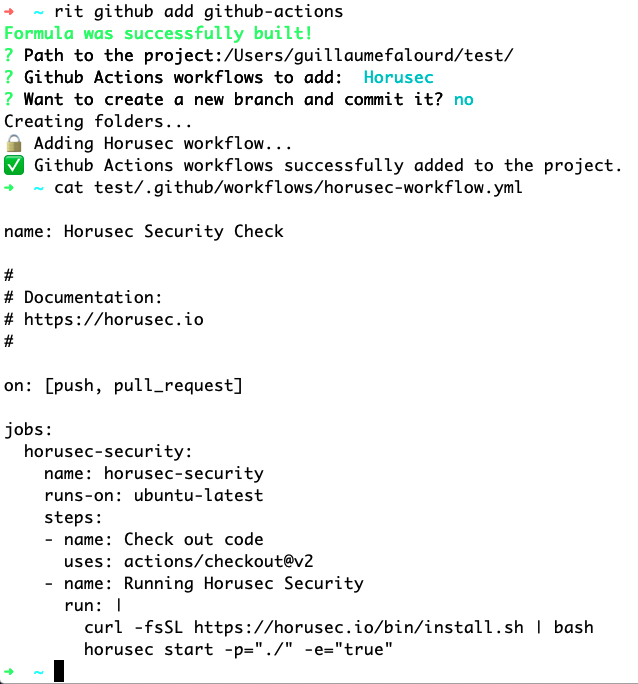 ➜  ~ rit github add github-actions
Formula was successfully built!
? Path to the project:/Users/guillaumefalourd/test/
? Github Actions workflows to add:  Horusec
? Want to create a new branch and commit it? no
Creating folders...
🔒 Adding Horusec workflow...
✅ Github Actions workflows successfully added to the project.
➜  ~ cat test/.github/workflows/horusec-workflow.yml

name: Horusec Security Check

#
# Documentation:
# https://horusec.io
#

on: [push, pull_request]

jobs:
  horusec-security:
    name: horusec-security
    runs-on: ubuntu-latest
    steps:
    - name: Check out code
      uses: actions/checkout@v2
    - name: Running Horusec Security
      run: |
        curl -fsSL https://horusec.io/bin/install.sh | bash
        horusec start -p="./" -e="true"
➜  ~